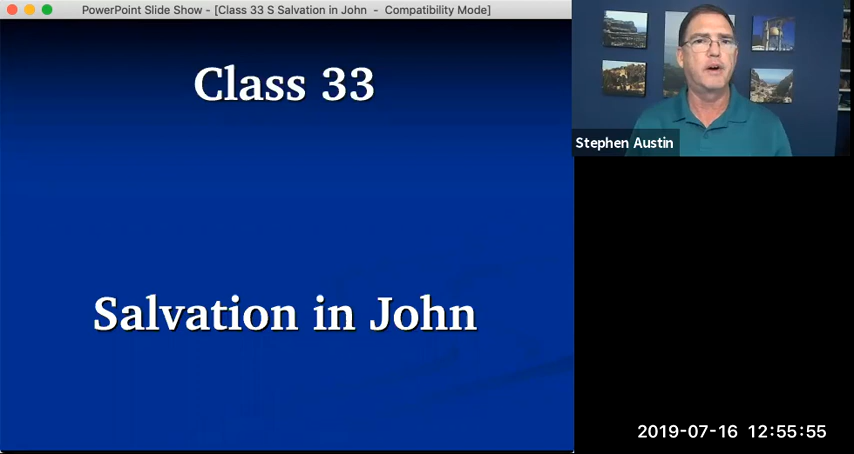 PowerPoint Slide Show - [Class 33 S Salvation in John - Compatibility Mode]
Class 33
Salvation in John
Stephen Austin
2019-07-16 12:55:55